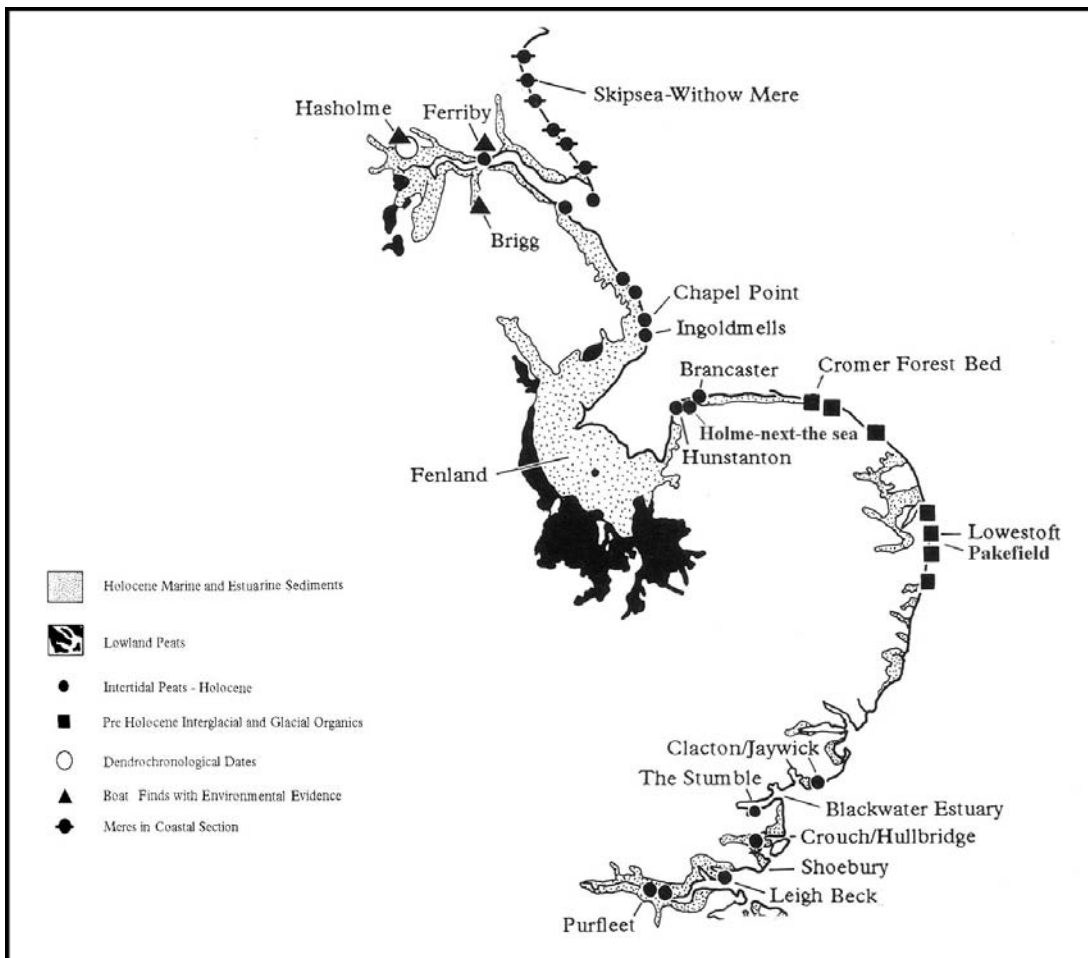 Skipsea-Withow Mere
Hasholme
Ferriby
Brigg
Chapel Point
Ingoldmells
Brancaster
Cromer Forest Bed
Holme-next-the sea
Hunstanton
Fenland
Lowestoft
Pakefield
Holocene Marine and Estuarine Sediments
Lowland Peats
Intertidal Peats - Holocene
Pre Holocene Interglacial and Glacial Organics
Dendrochronological Dates
Boat Finds with Environmental Evidence
Meres in Coastal Section
Clacton/Jaywick
The Stumble
Blackwater Estuary
Crouch/Hullbridge
Shoebury
Leigh Beck
Purfleet